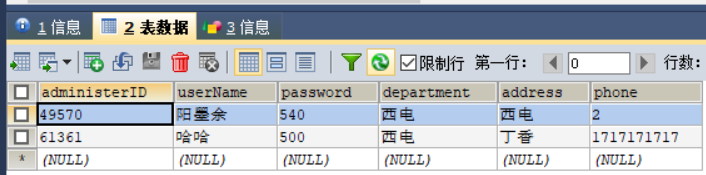 1 信息 2 表数据 3 信息
限制行 第一行: 0 行数:
administerID userName password department address phone
49570 阳墨余 540 西电 西电 2
61361 哈哈 500 西电 丁香 1717171717
* (NULL) (NULL) (NULL) (NULL) (NULL) (NULL)